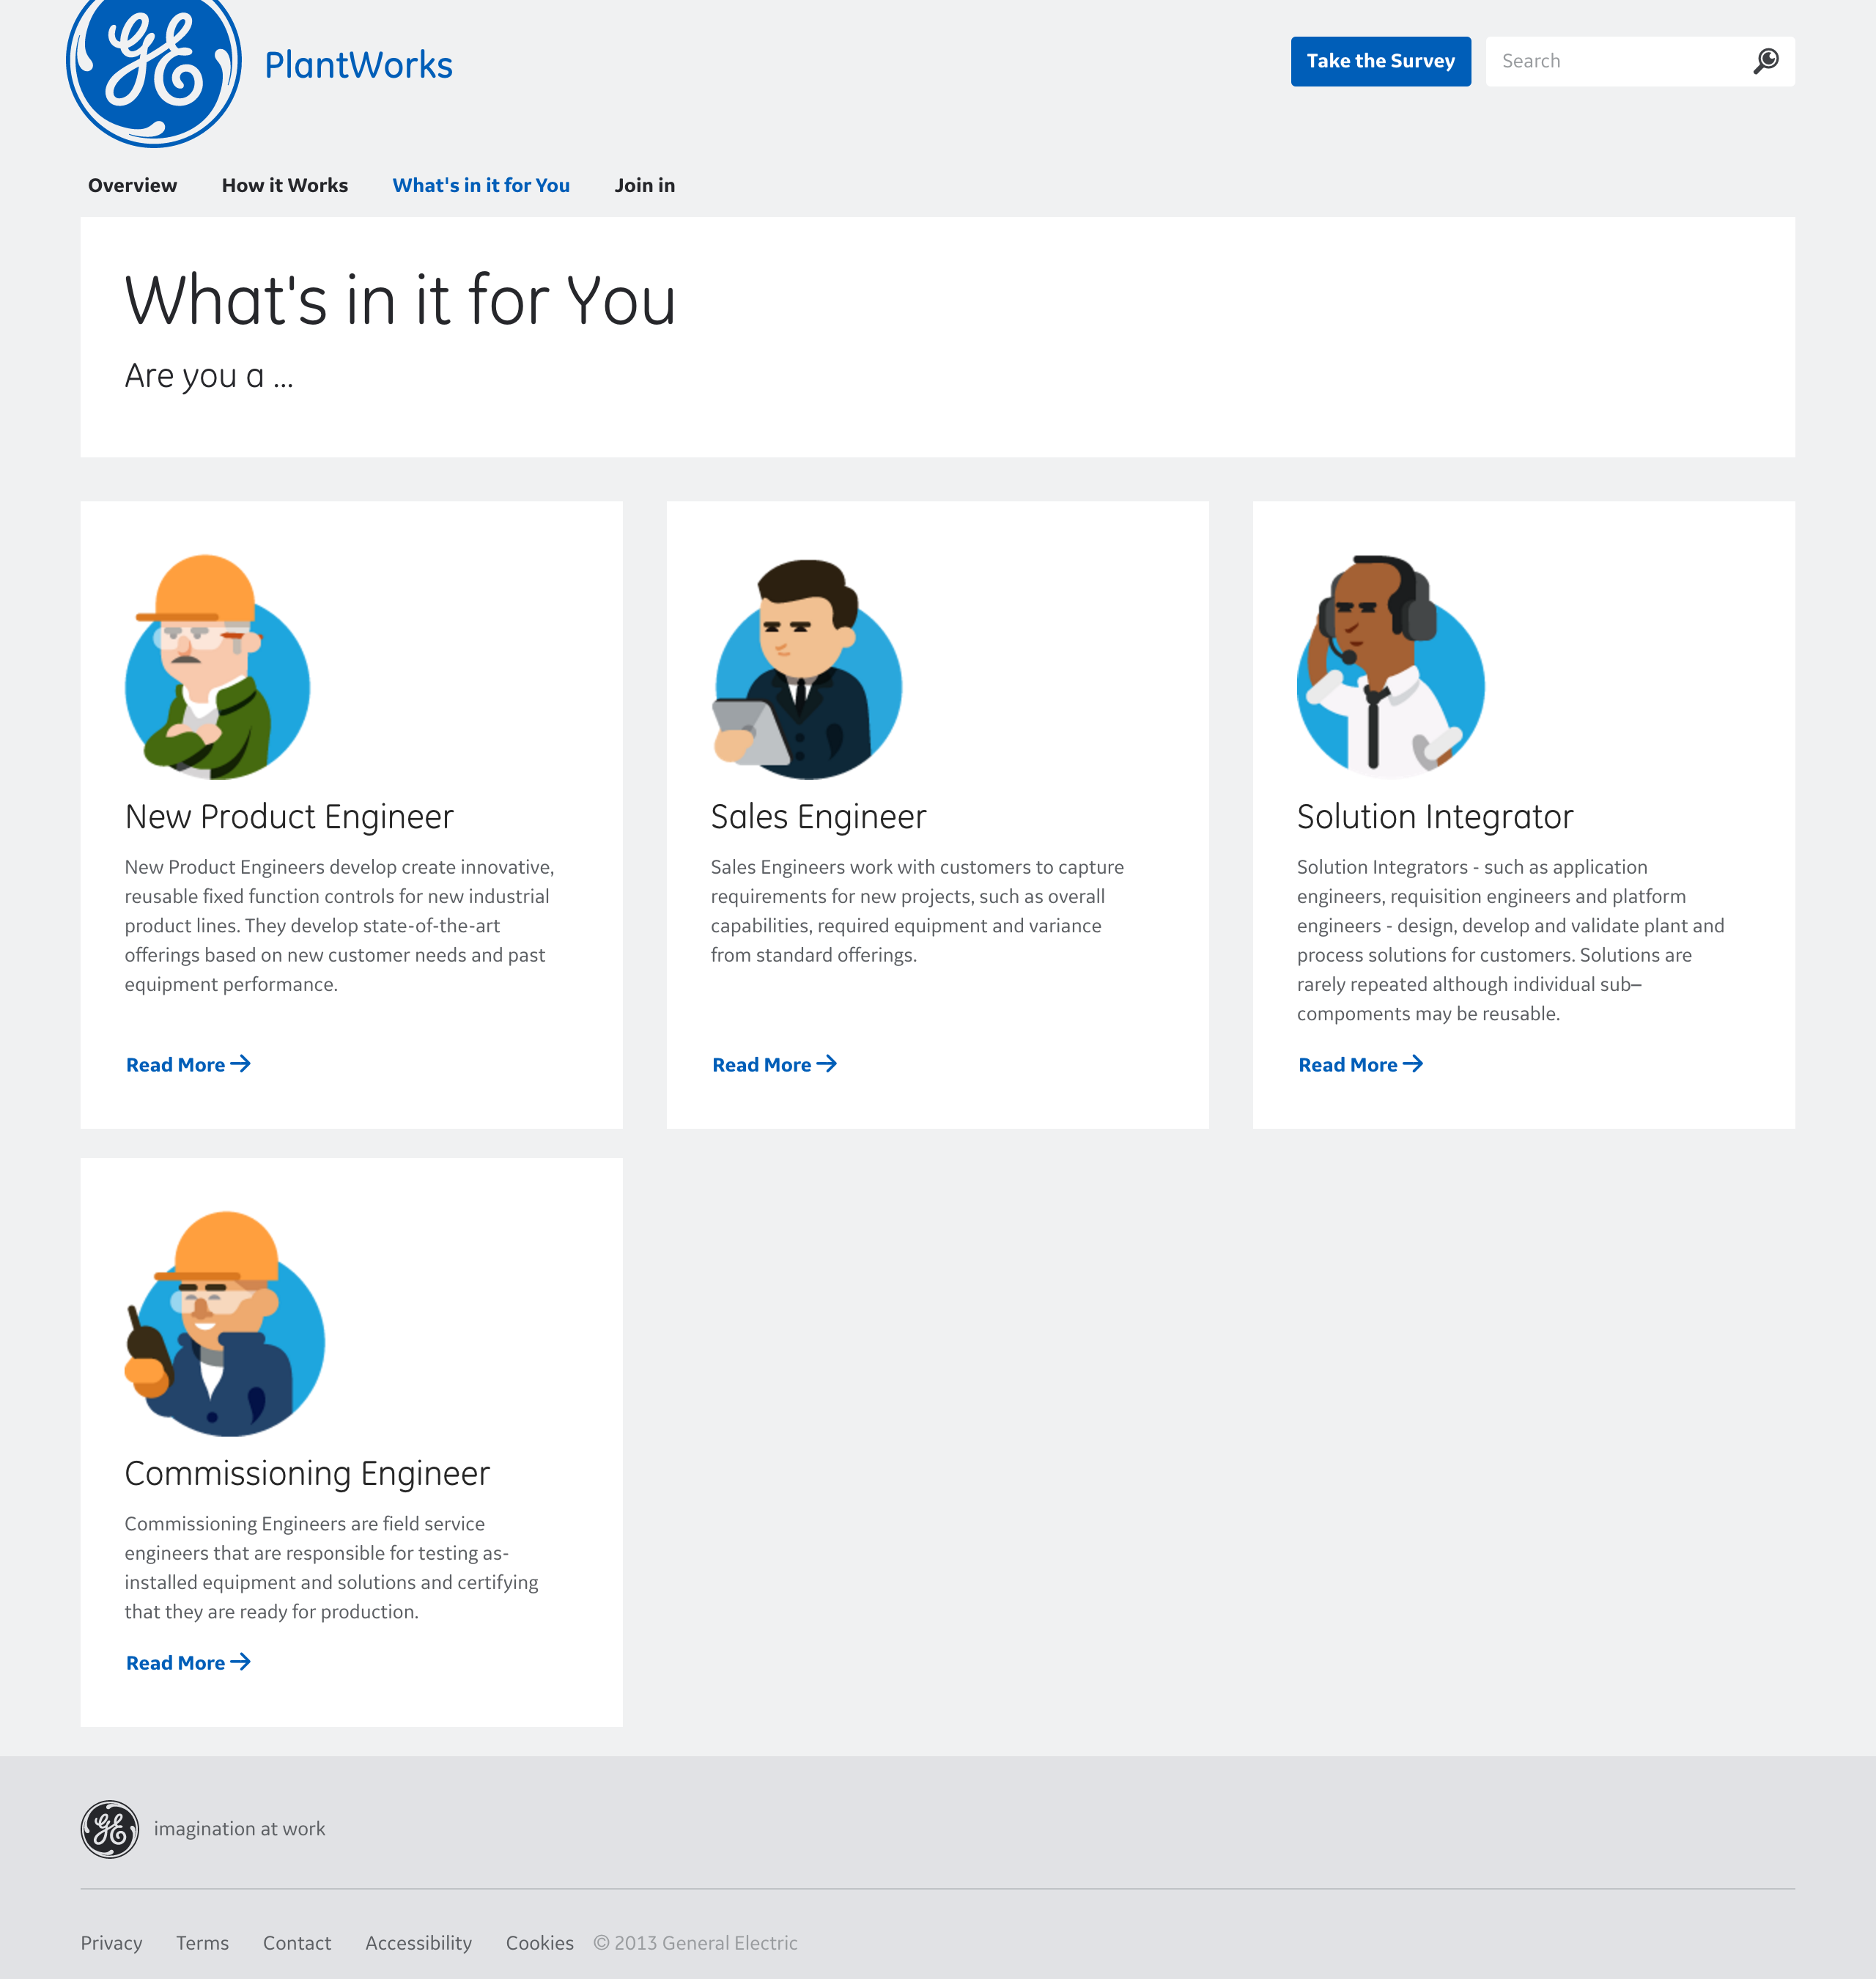 GE
PlantWorks
Take the Survey
Search
Overview
How it Works
What's in it for You
Join in
What's in it for You
Are you a ...
New Product Engineer
New Product Engineers develop create innovative,
reusable fixed function controls for new industrial
product lines. They develop state-of-the-art
offerings based on new customer needs and past
equipment performance.
Read More
Sales Engineer
Sales Engineers work with customers to capture
requirements for new projects, such as overall
capabilities, required equipment and variance
from standard offerings.
Read More
Solution Integrator
Solution Integrators - such as application
engineers, requisition engineers and platform
engineers - design, develop and validate plant and
process solutions for customers. Solutions are
rarely repeated although individual sub–
compoments may be reusable.
Read More
Commissioning Engineer
Commissioning Engineers are field service
engineers that are responsible for testing as-
installed equipment and solutions and certifying
that they are ready for production.
Read More
GE
imagination at work
Privacy
Terms
Contact
Accessibility
Cookies
© 2013 General Electric